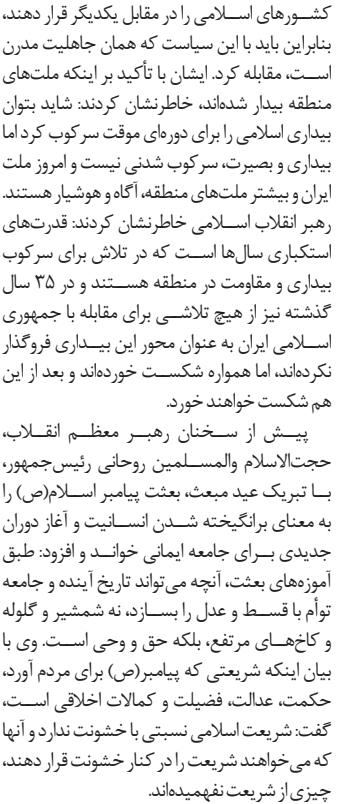 کشورهای اسلامی را در مقابل یکدیگر قرار دهند،
بنابراین باید با این سیاست که همان جاهلیت مدرن
است، مقابله کرد. ایشان با تأکید بر اینکه ملت‌های
منطقه بیدار شده‌اند، خاطرنشان کردند: شاید بتوان
بیداری اسلامی را برای دوره‌ای موقت سرکوب کرد اما
بیداری و بصیرت، سرکوب شدنی نیست و امروز ملت
ایران و بیشتر ملت‌های منطقه، آگاه و هوشیار هستند.
رهبر انقلاب اسلامی خاطرنشان کردند: قدرت‌های
استکباری سال‌ها است که در تلاش برای سرکوب
بیداری و مقاومت در منطقه هستند و در ۳۵ سال
گذشته نیز از هیچ تلاشی برای مقابله با جمهوری
اسلامی ایران به عنوان محور این بیداری فروگذار
نکرده‌اند، اما همواره شکست خورده‌اند و بعد از این
هم شکست خواهند خورد.
پیش از سخنان رهبر معظم انقلاب،
حجت‌الاسلام والمسلمین روحانی رئیس‌جمهور،
با تبریک عید مبعث، بعثت پیامبر اسلام(ص) را
به معنای برانگیخته شدن انسانیت و آغاز دوران
جدیدی برای جامعه ایمانی خواند و افزود: طبق
آموزه‌های بعثت، آنچه می‌تواند تاریخ آینده و جامعه
توأم با قسط و عدل را بسازد، نه شمشیر و گلوله
و کاخ‌های مرتفع، بلکه حق و وحی است. وی با
بیان اینکه شریعتی که پیامبر(ص) برای مردم آورد،
حکمت، عدالت، فضیلت و کمالات اخلاقی است،
گفت: شریعت اسلامی نسبتی با خشونت ندارد و آنها
که می‌خواهند شریعت را در کنار خشونت قرار دهند،
چیزی از شریعت نفهمیده‌اند.